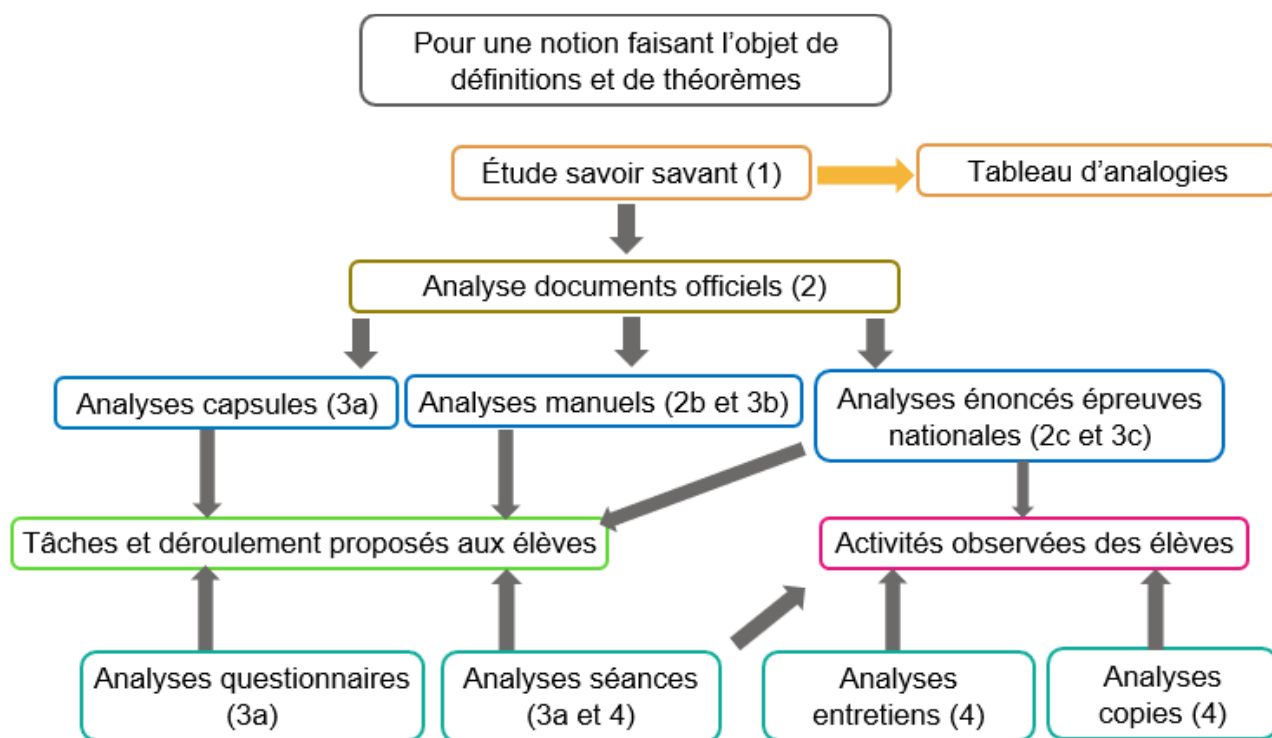 Pour une notion faisant l’objet de
définitions et de théorèmes
Étude savoir savant (1)
Tableau d’analogies
Analyse documents officiels (2)
Analyses capsules (3a)
Analyses manuels (2b et 3b)
Analyses énoncés épreuves
nationales (2c et 3c)
Tâches et déroulement proposés aux élèves
Activités observées des élèves
Analyses questionnaires
(3a)
Analyses séances
(3a et 4)
Analyses
entretiens (4)
Analyses
copies (4)